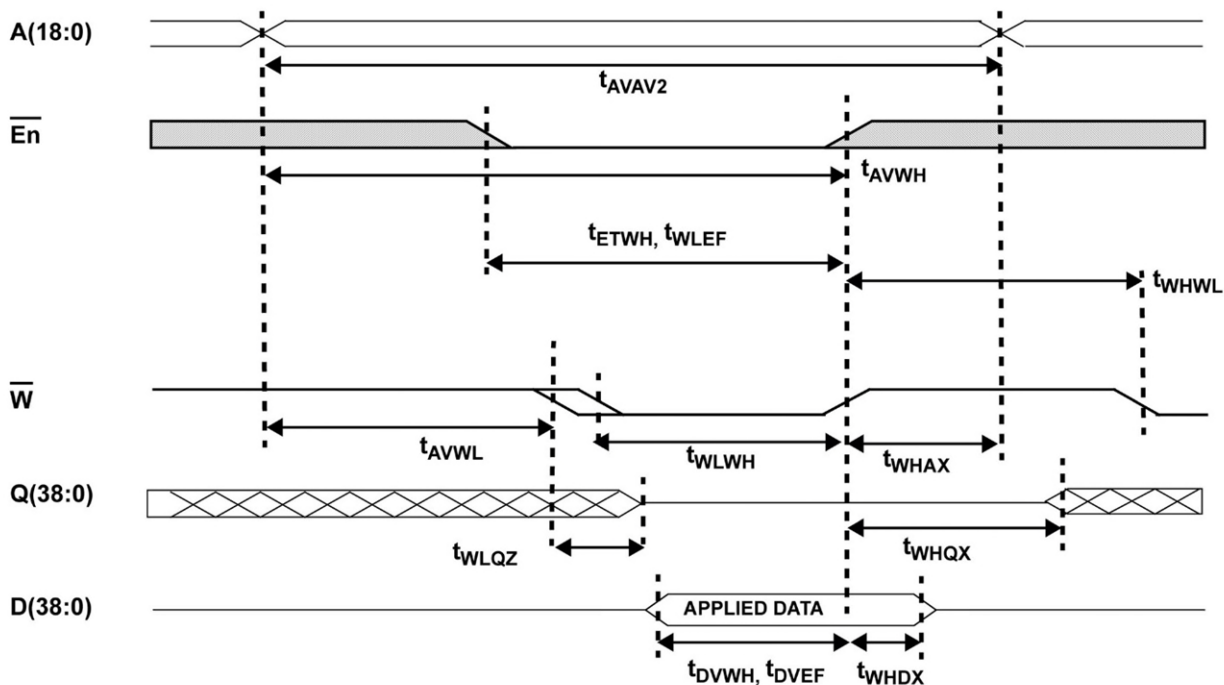 A(18:0)
tAVAV2
En
tAVWH
tETWH, tWLEF
tWHWL
W
tAVWL
tWLWH
tWHAX
Q(38:0)
tWLQZ
tWHQX
D(38:0)
APPLIED DATA
tDVWH, tDVEF
tWHDX